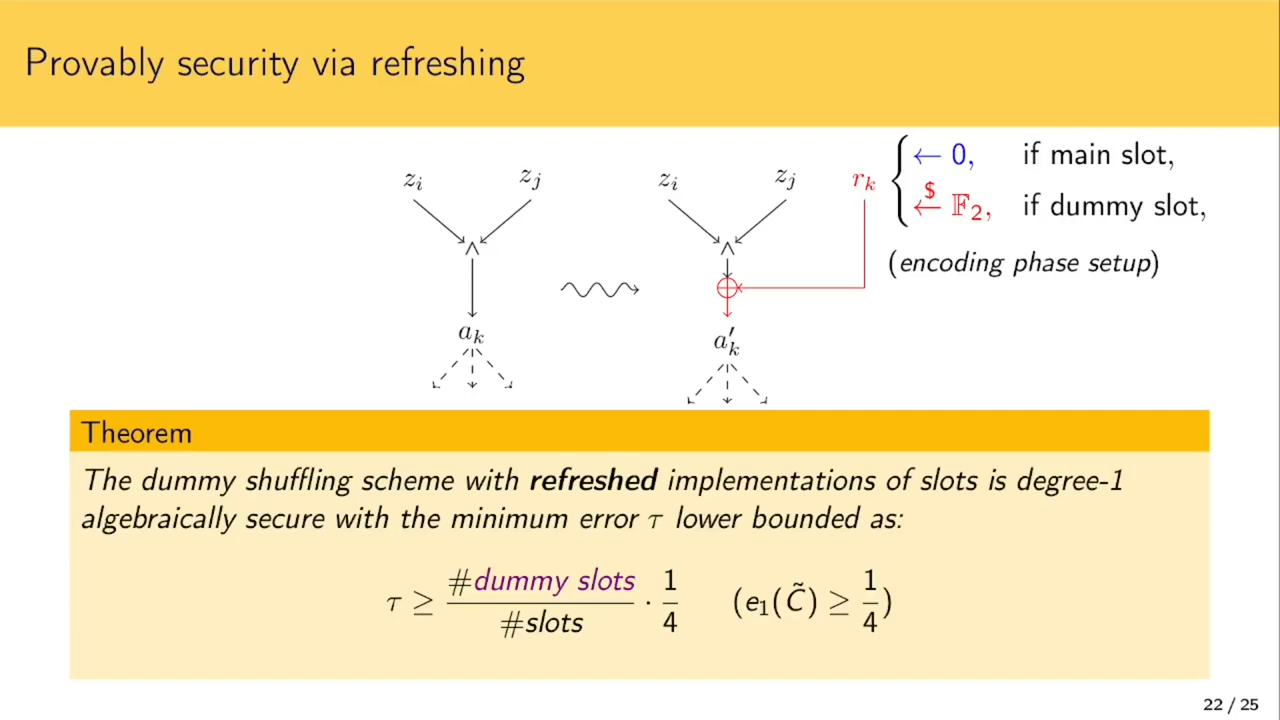 Provably security via refreshing
z_i z_j z_i z_j r_k { ← 0, if main slot,
←$ 𝔽_2, if dummy slot,
∧ ∧ (encoding phase setup)
⊕
a_k a'_k
Theorem
The dummy shuffling scheme with refreshed implementations of slots is degree-1
algebraically secure with the minimum error τ lower bounded as:
τ ≥ #dummy slots / #slots · 1/4 (e_1(C̃) ≥ 1/4)
22 / 25